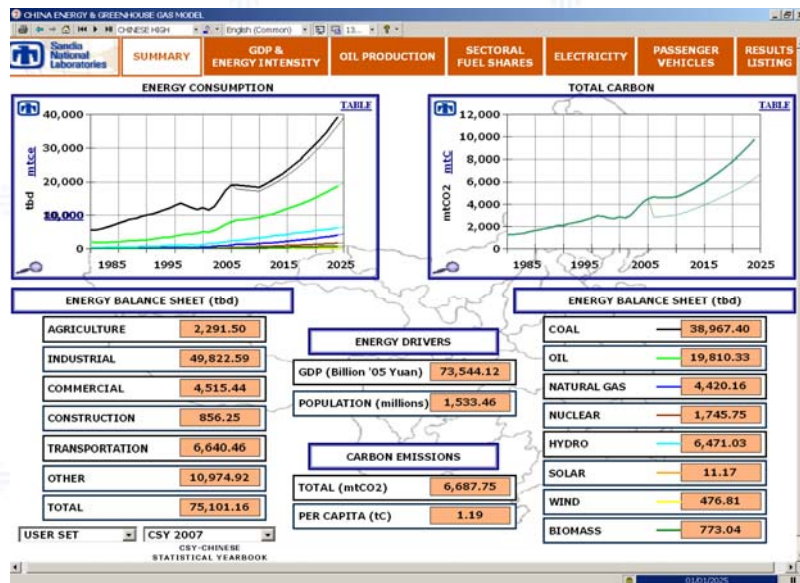 CHINA ENERGY & GREENHOUSE GAS MODEL
CHINESE HIGH
English (Common)
13...
Sandia
National
Laboratories
SUMMARY
GDP &
ENERGY INTENSITY
OIL PRODUCTION
SECTORAL
FUEL SHARES
ELECTRICITY
PASSENGER
VEHICLES
RESULTS
LISTING
ENERGY CONSUMPTION
TABLE
tbd mtce
40,000
30,000
20,000
10,000
0
1985 1995 2005 2015 2025
TOTAL CARBON
TABLE
mtCO2 mtC
12,000
10,000
8,000
6,000
4,000
2,000
0
1985 1995 2005 2015 2025
ENERGY BALANCE SHEET (tbd)
AGRICULTURE 2,291.50
INDUSTRIAL 49,822.59
COMMERCIAL 4,515.44
CONSTRUCTION 856.25
TRANSPORTATION 6,640.46
OTHER 10,974.92
TOTAL 75,101.16
USER SET
CSY 2007
CSY-CHINESE
STATISTICAL YEARBOOK
ENERGY DRIVERS
GDP (Billion '05 Yuan) 73,544.12
POPULATION (millions) 1,533.46
CARBON EMISSIONS
TOTAL (mtCO2) 6,687.75
PER CAPITA (tC) 1.19
ENERGY BALANCE SHEET (tbd)
COAL 38,967.40
OIL 19,810.33
NATURAL GAS 4,420.16
NUCLEAR 1,745.75
HYDRO 6,471.03
SOLAR 11.17
WIND 476.81
BIOMASS 773.04
01/01/2025